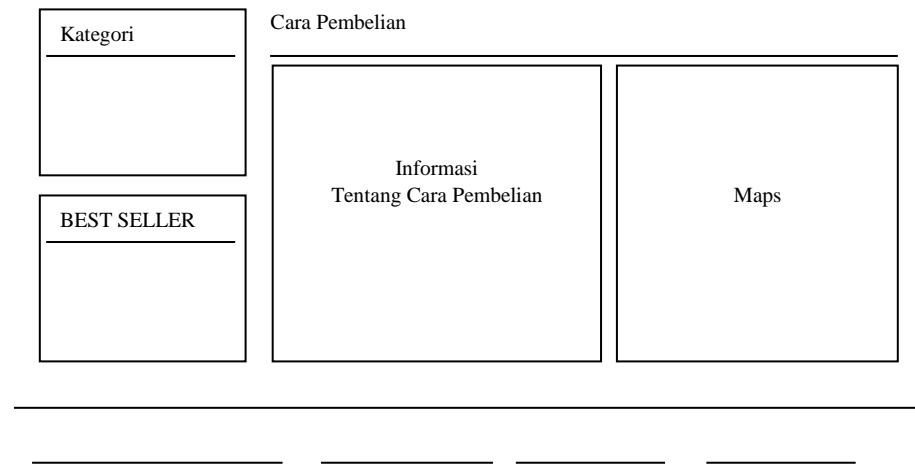 Kategori
BEST SELLER
Cara Pembelian
Informasi
Tentang Cara Pembelian
Maps